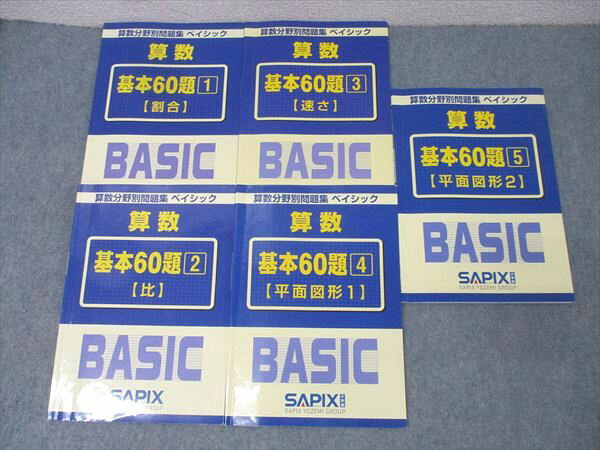 算数分野別問題集 ベイシック
算数
基本60題1
【割合】
BASIC
算数分野別問題集 ベイシック
算数
基本60題3
【速さ】
BASIC
算数分野別問題集 ベイシック
算数
基本60題5
【平面図形2】
BASIC
SAPIX
SAPIX YOZEMI GROUP
算数分野別問題集 ベイシック
算数
基本60題2
【比】
BASIC
SAPIX
GROUP
算数分野別問題集 ベイシック
算数
基本60題4
【平面図形1】
BASIC
SAPIX
SAPIX YOZEMI GROUP